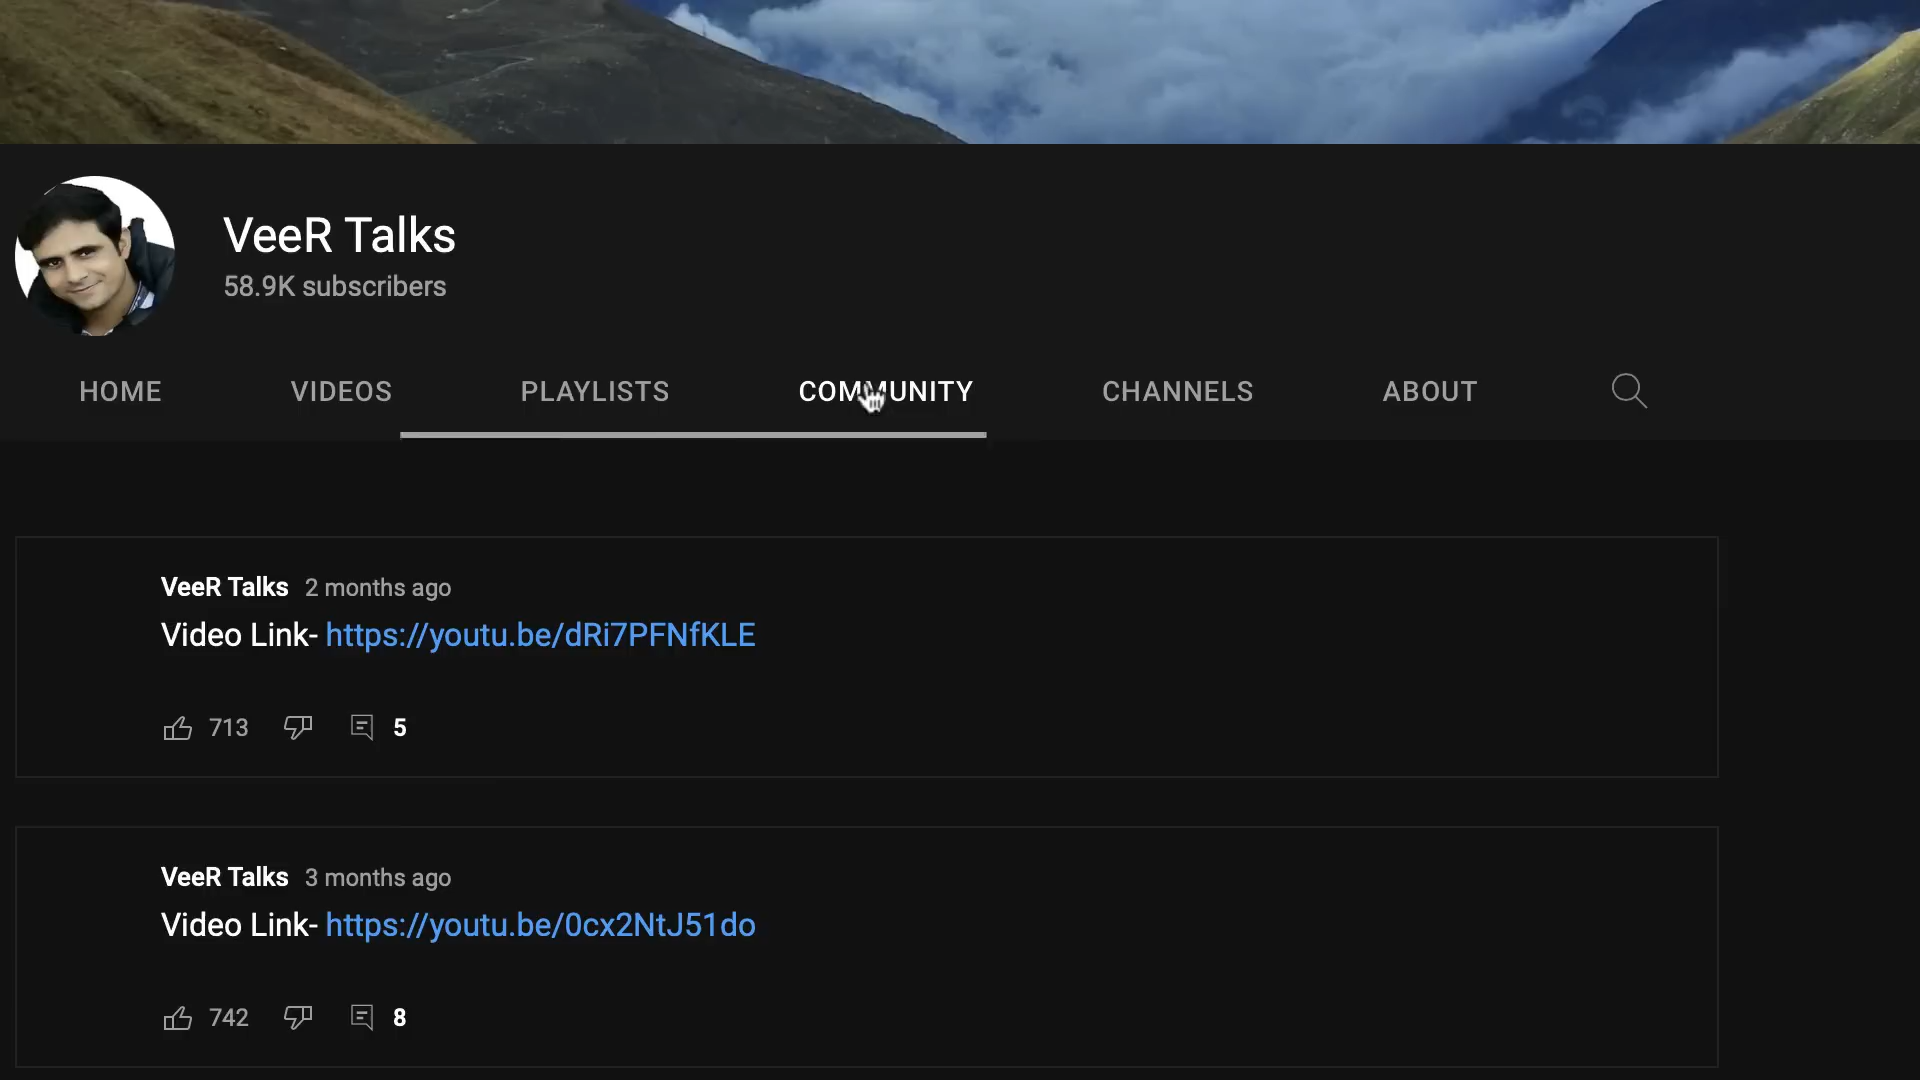 VeeR Talks
58.9K subscribers
HOME VIDEOS PLAYLISTS COMMUNITY CHANNELS ABOUT
VeeR Talks 2 months ago
Video Link- https://youtu.be/dRi7PFNfKLE
713 5
VeeR Talks 3 months ago
Video Link- https://youtu.be/0cx2NtJ51do
742 8